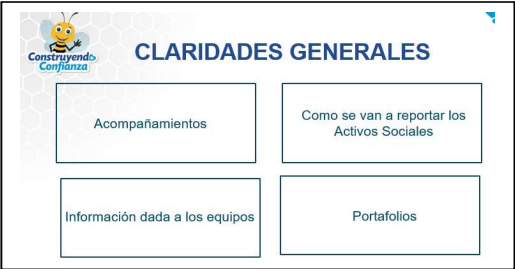 Construyendo
Confianza
CLARIDADES GENERALES
Acompañamientos
Como se van a reportar los
Activos Sociales
Información dada a los equipos
Portafolios